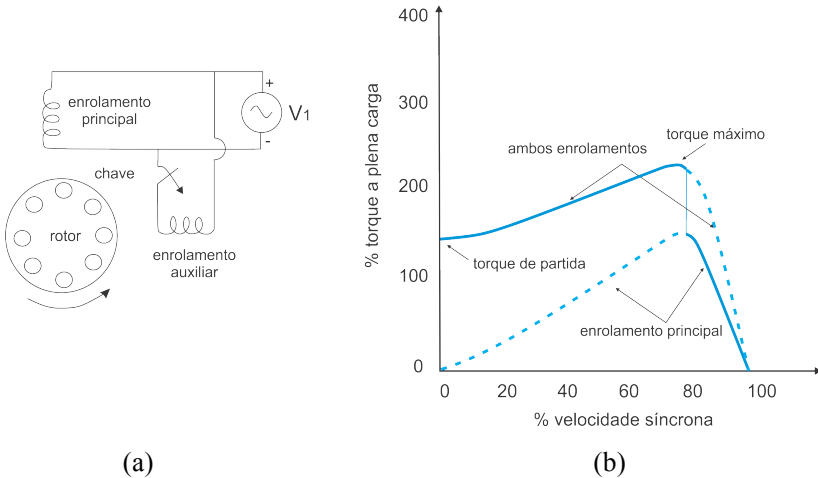 enrolamento
principal
+
V1
-
chave
rotor
enrolamento
auxiliar
(a)
% torque a plena carga
400
300
200
100
0
ambos enrolamentos
torque máximo
torque de partida
enrolamento principal
0 20 40 60 80 100
% velocidade síncrona
(b)